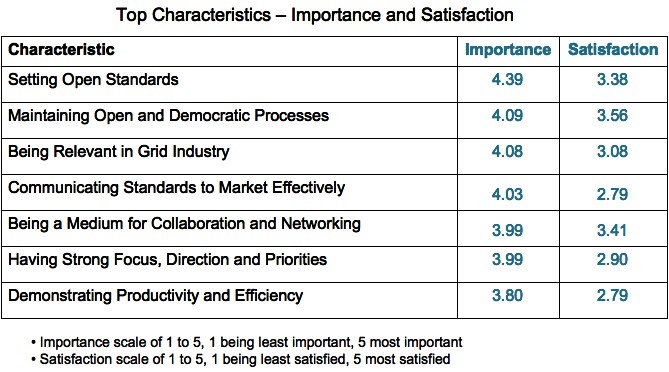 Top Characteristics – Importance and Satisfaction
Characteristic Importance Satisfaction
Setting Open Standards 4.39 3.38
Maintaining Open and Democratic Processes 4.09 3.56
Being Relevant in Grid Industry 4.08 3.08
Communicating Standards to Market Effectively 4.03 2.79
Being a Medium for Collaboration and Networking 3.99 3.41
Having Strong Focus, Direction and Priorities 3.99 2.90
Demonstrating Productivity and Efficiency 3.80 2.79
• Importance scale of 1 to 5, 1 being least important, 5 most important
• Satisfaction scale of 1 to 5, 1 being least satisfied, 5 most satisfied